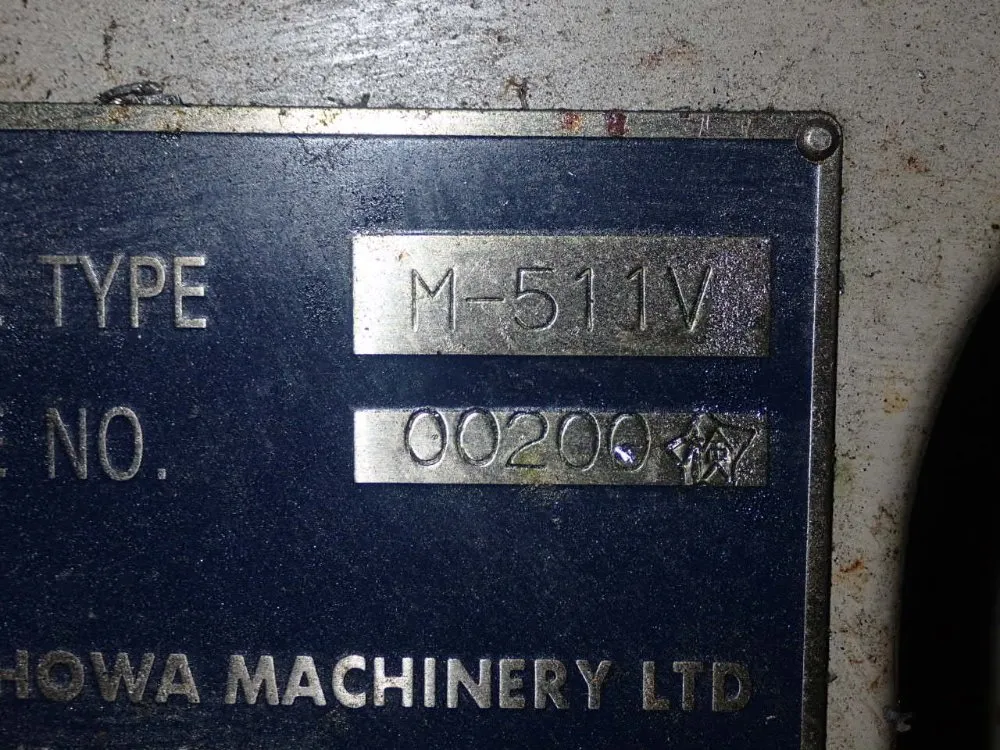 TYPE M-511V
NO. 00200 検
HOWA MACHINERY LTD